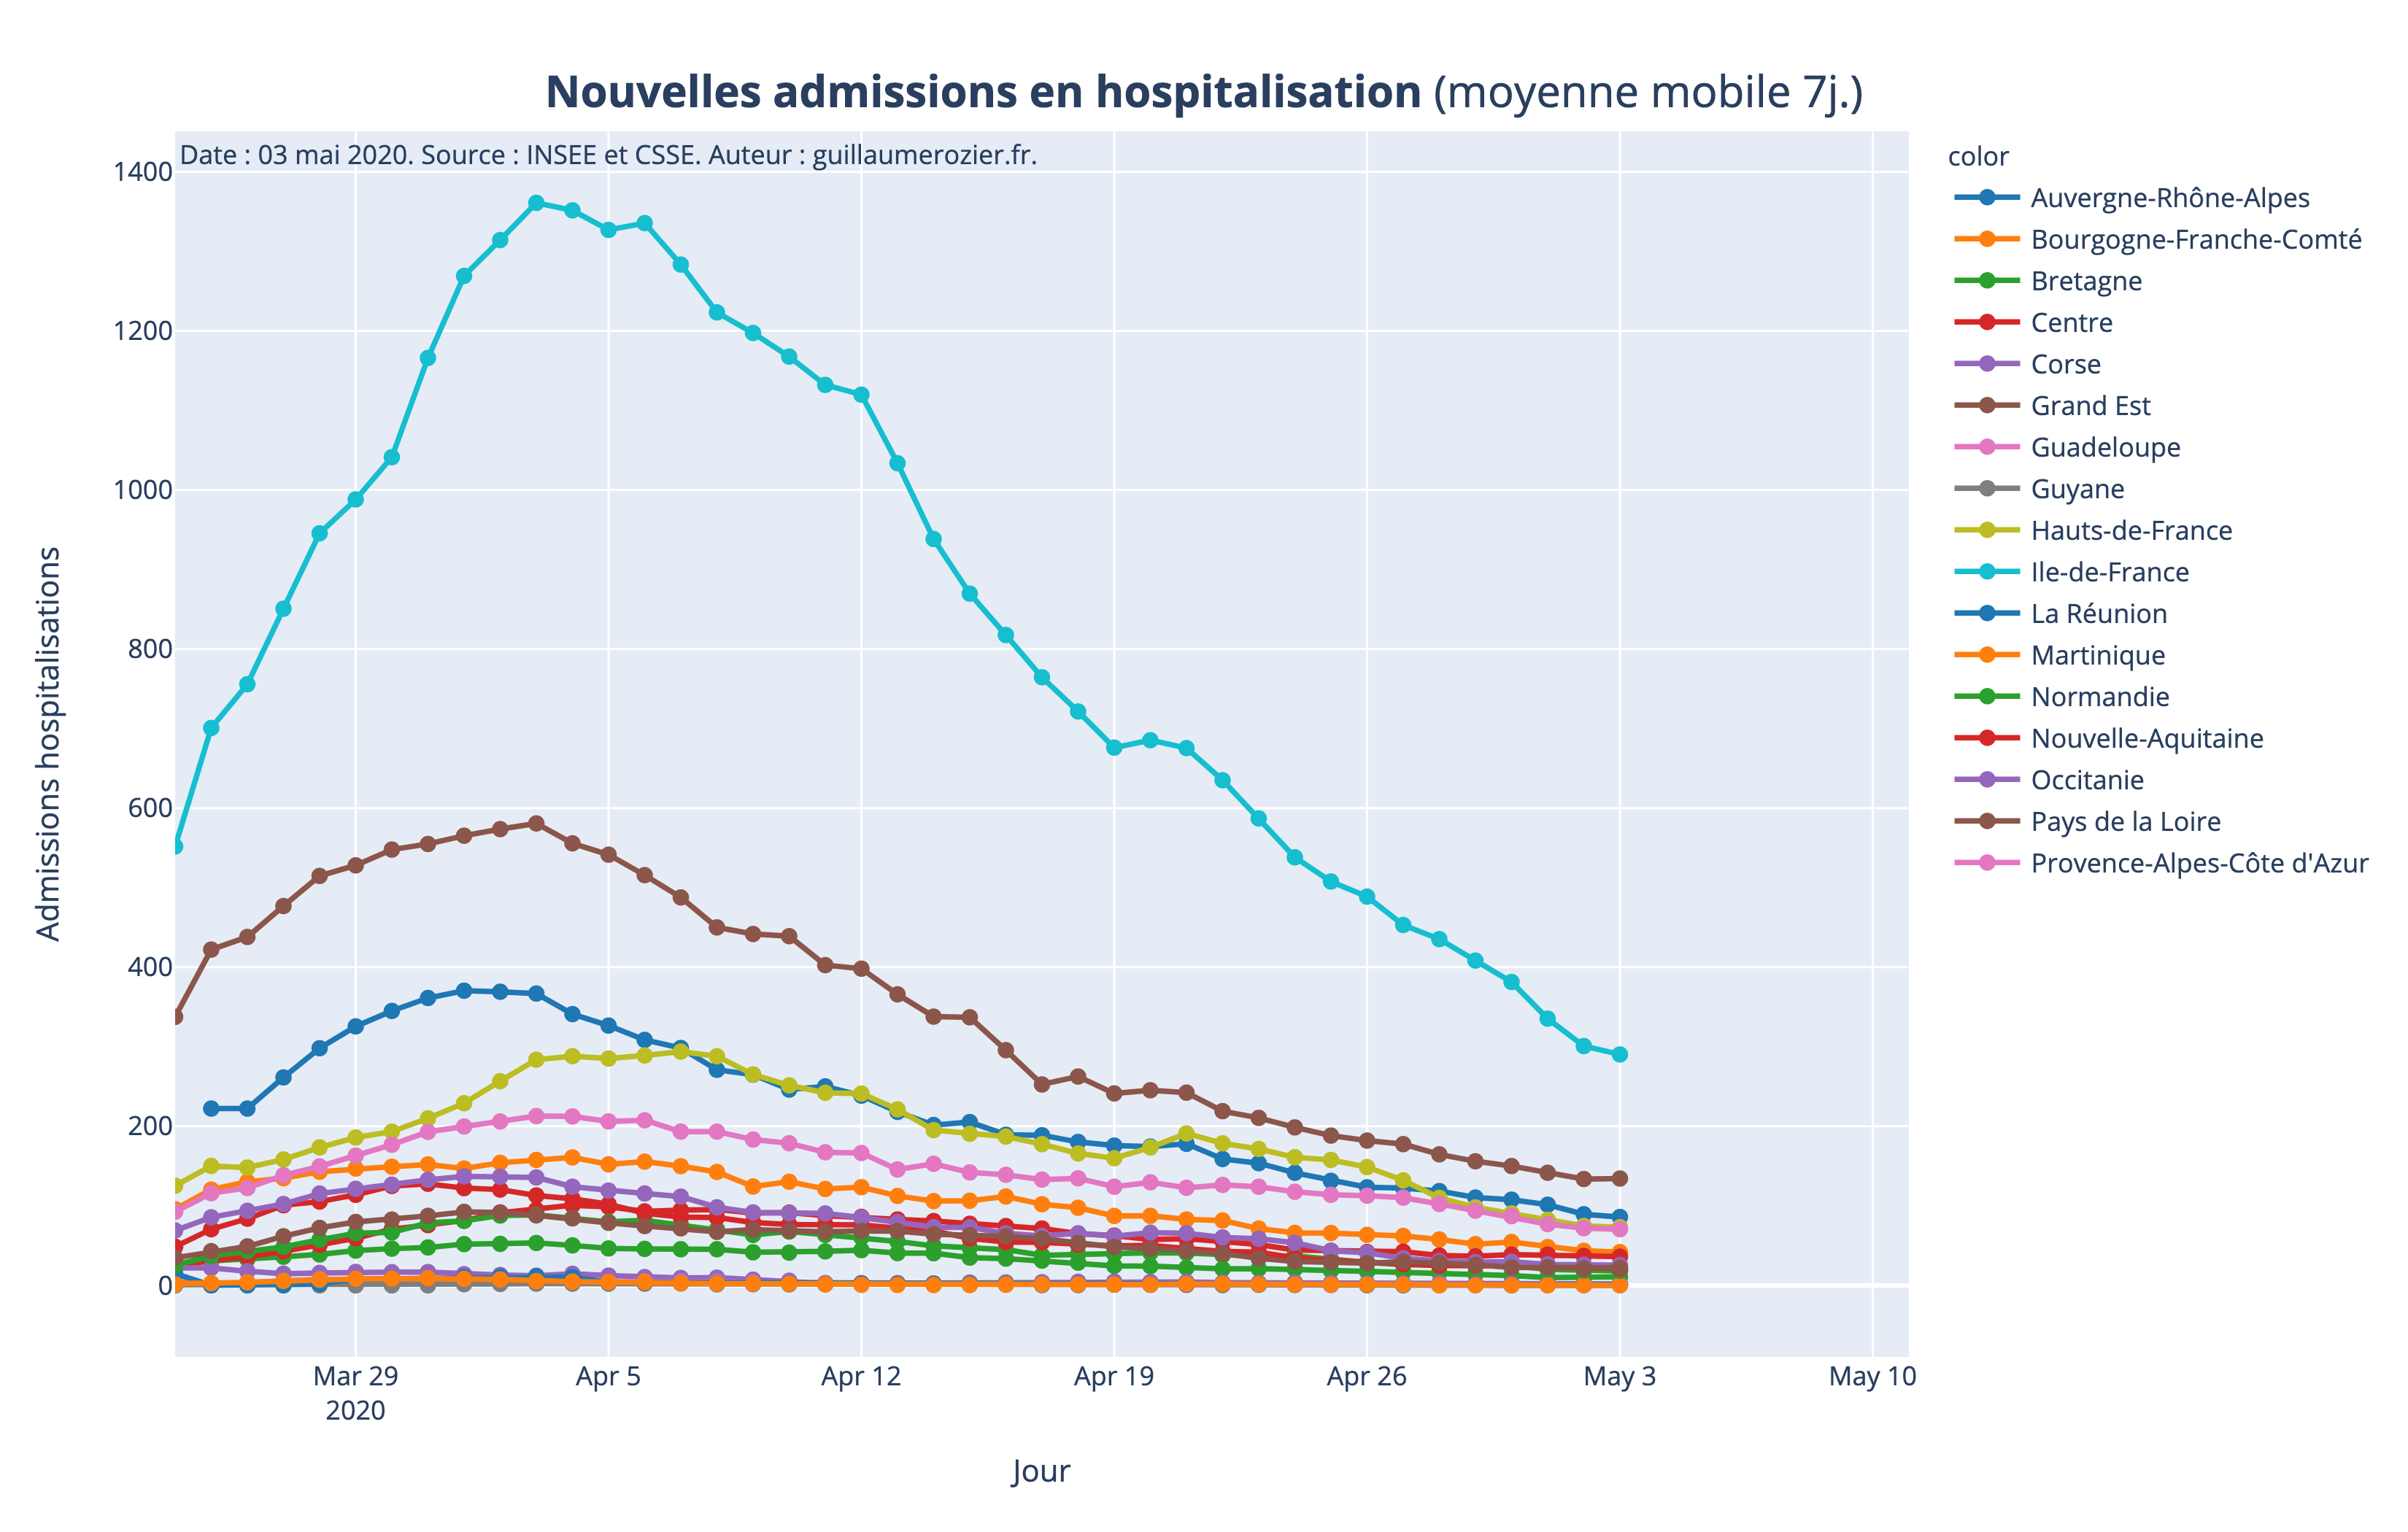 Nouvelles admissions en hospitalisation (moyenne mobile 7j.)
Date : 03 mai 2020. Source : INSEE et CSSE. Auteur : guillaumerozier.fr.
1400
1200
1000
800
600
400
200
0
Admissions hospitalisations
Mar 29
2020
Apr 5
Apr 12
Apr 19
Apr 26
May 3
May 10
Jour
color
Auvergne-Rhône-Alpes
Bourgogne-Franche-Comté
Bretagne
Centre
Corse
Grand Est
Guadeloupe
Guyane
Hauts-de-France
Ile-de-France
La Réunion
Martinique
Normandie
Nouvelle-Aquitaine
Occitanie
Pays de la Loire
Provence-Alpes-Côte d'Azur